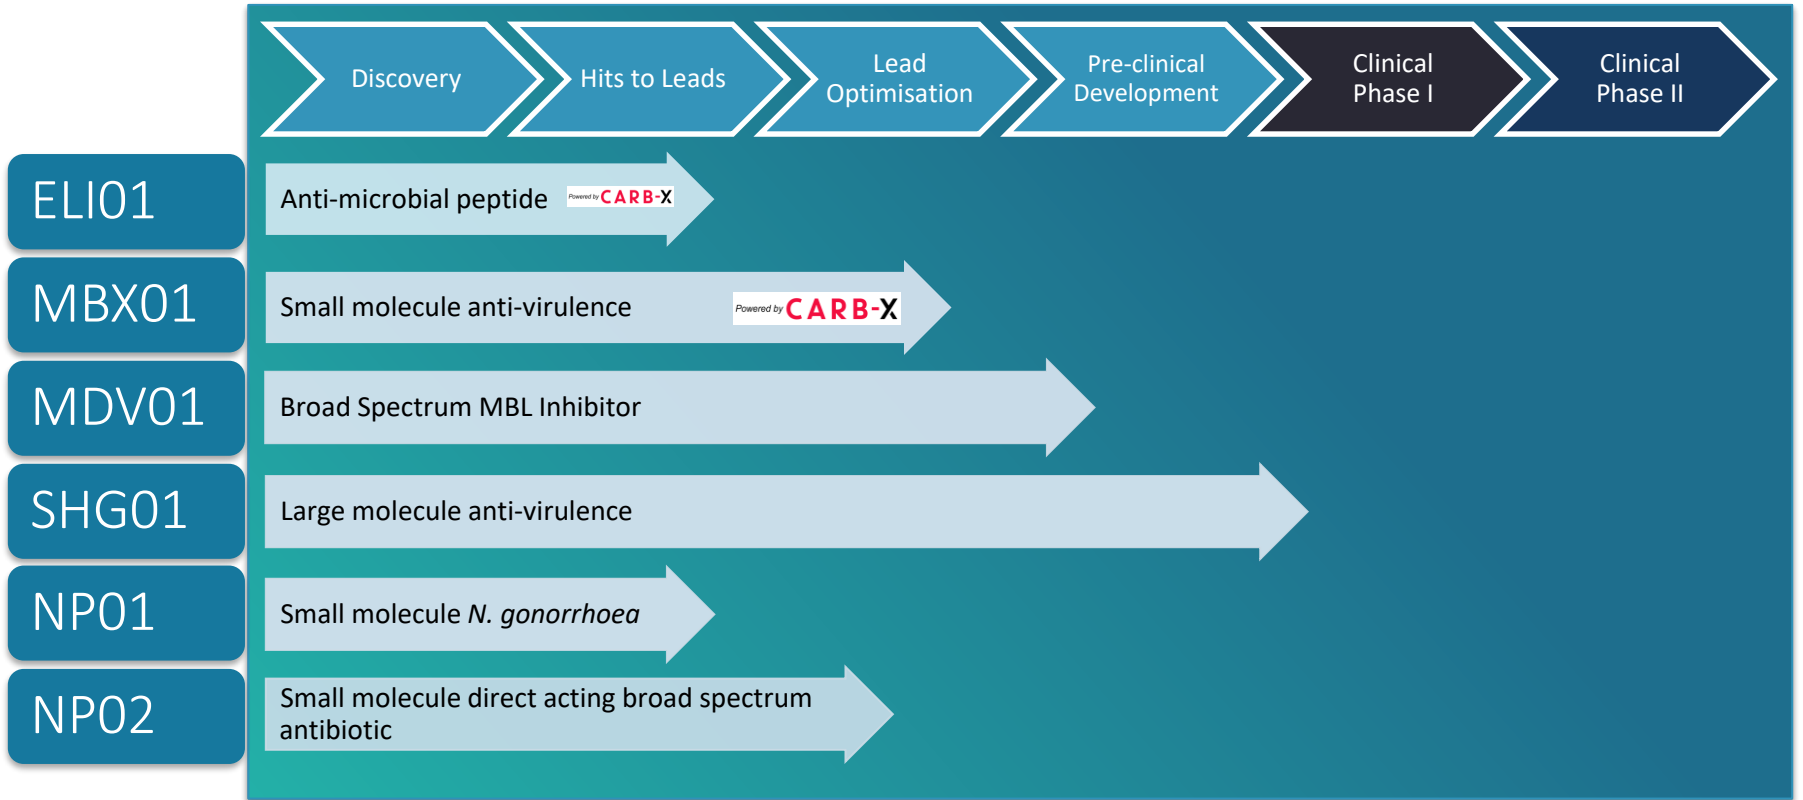 Discovery
Hits to Leads
Lead
Optimisation
Pre-clinical
Development
Clinical
Phase I
Clinical
Phase II
ELI01
Anti-microbial peptide
Powered by CARB-X
MBX01
Small molecule anti-virulence
Powered by CARB-X
MDV01
Broad Spectrum MBL Inhibitor
SHG01
Large molecule anti-virulence
NP01
Small molecule N. gonorrhoea
NP02
Small molecule direct acting broad spectrum
antibiotic